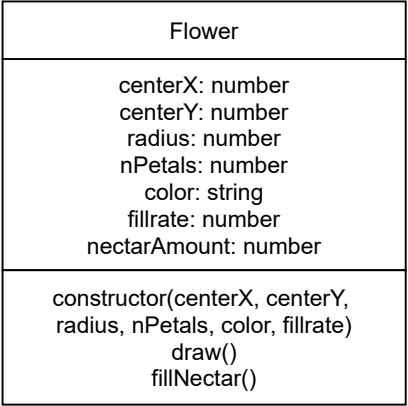 Flower
centerX: number
centerY: number
radius: number
nPetals: number
color: string
fillrate: number
nectarAmount: number
constructor(centerX, centerY,
radius, nPetals, color, fillrate)
draw()
fillNectar()